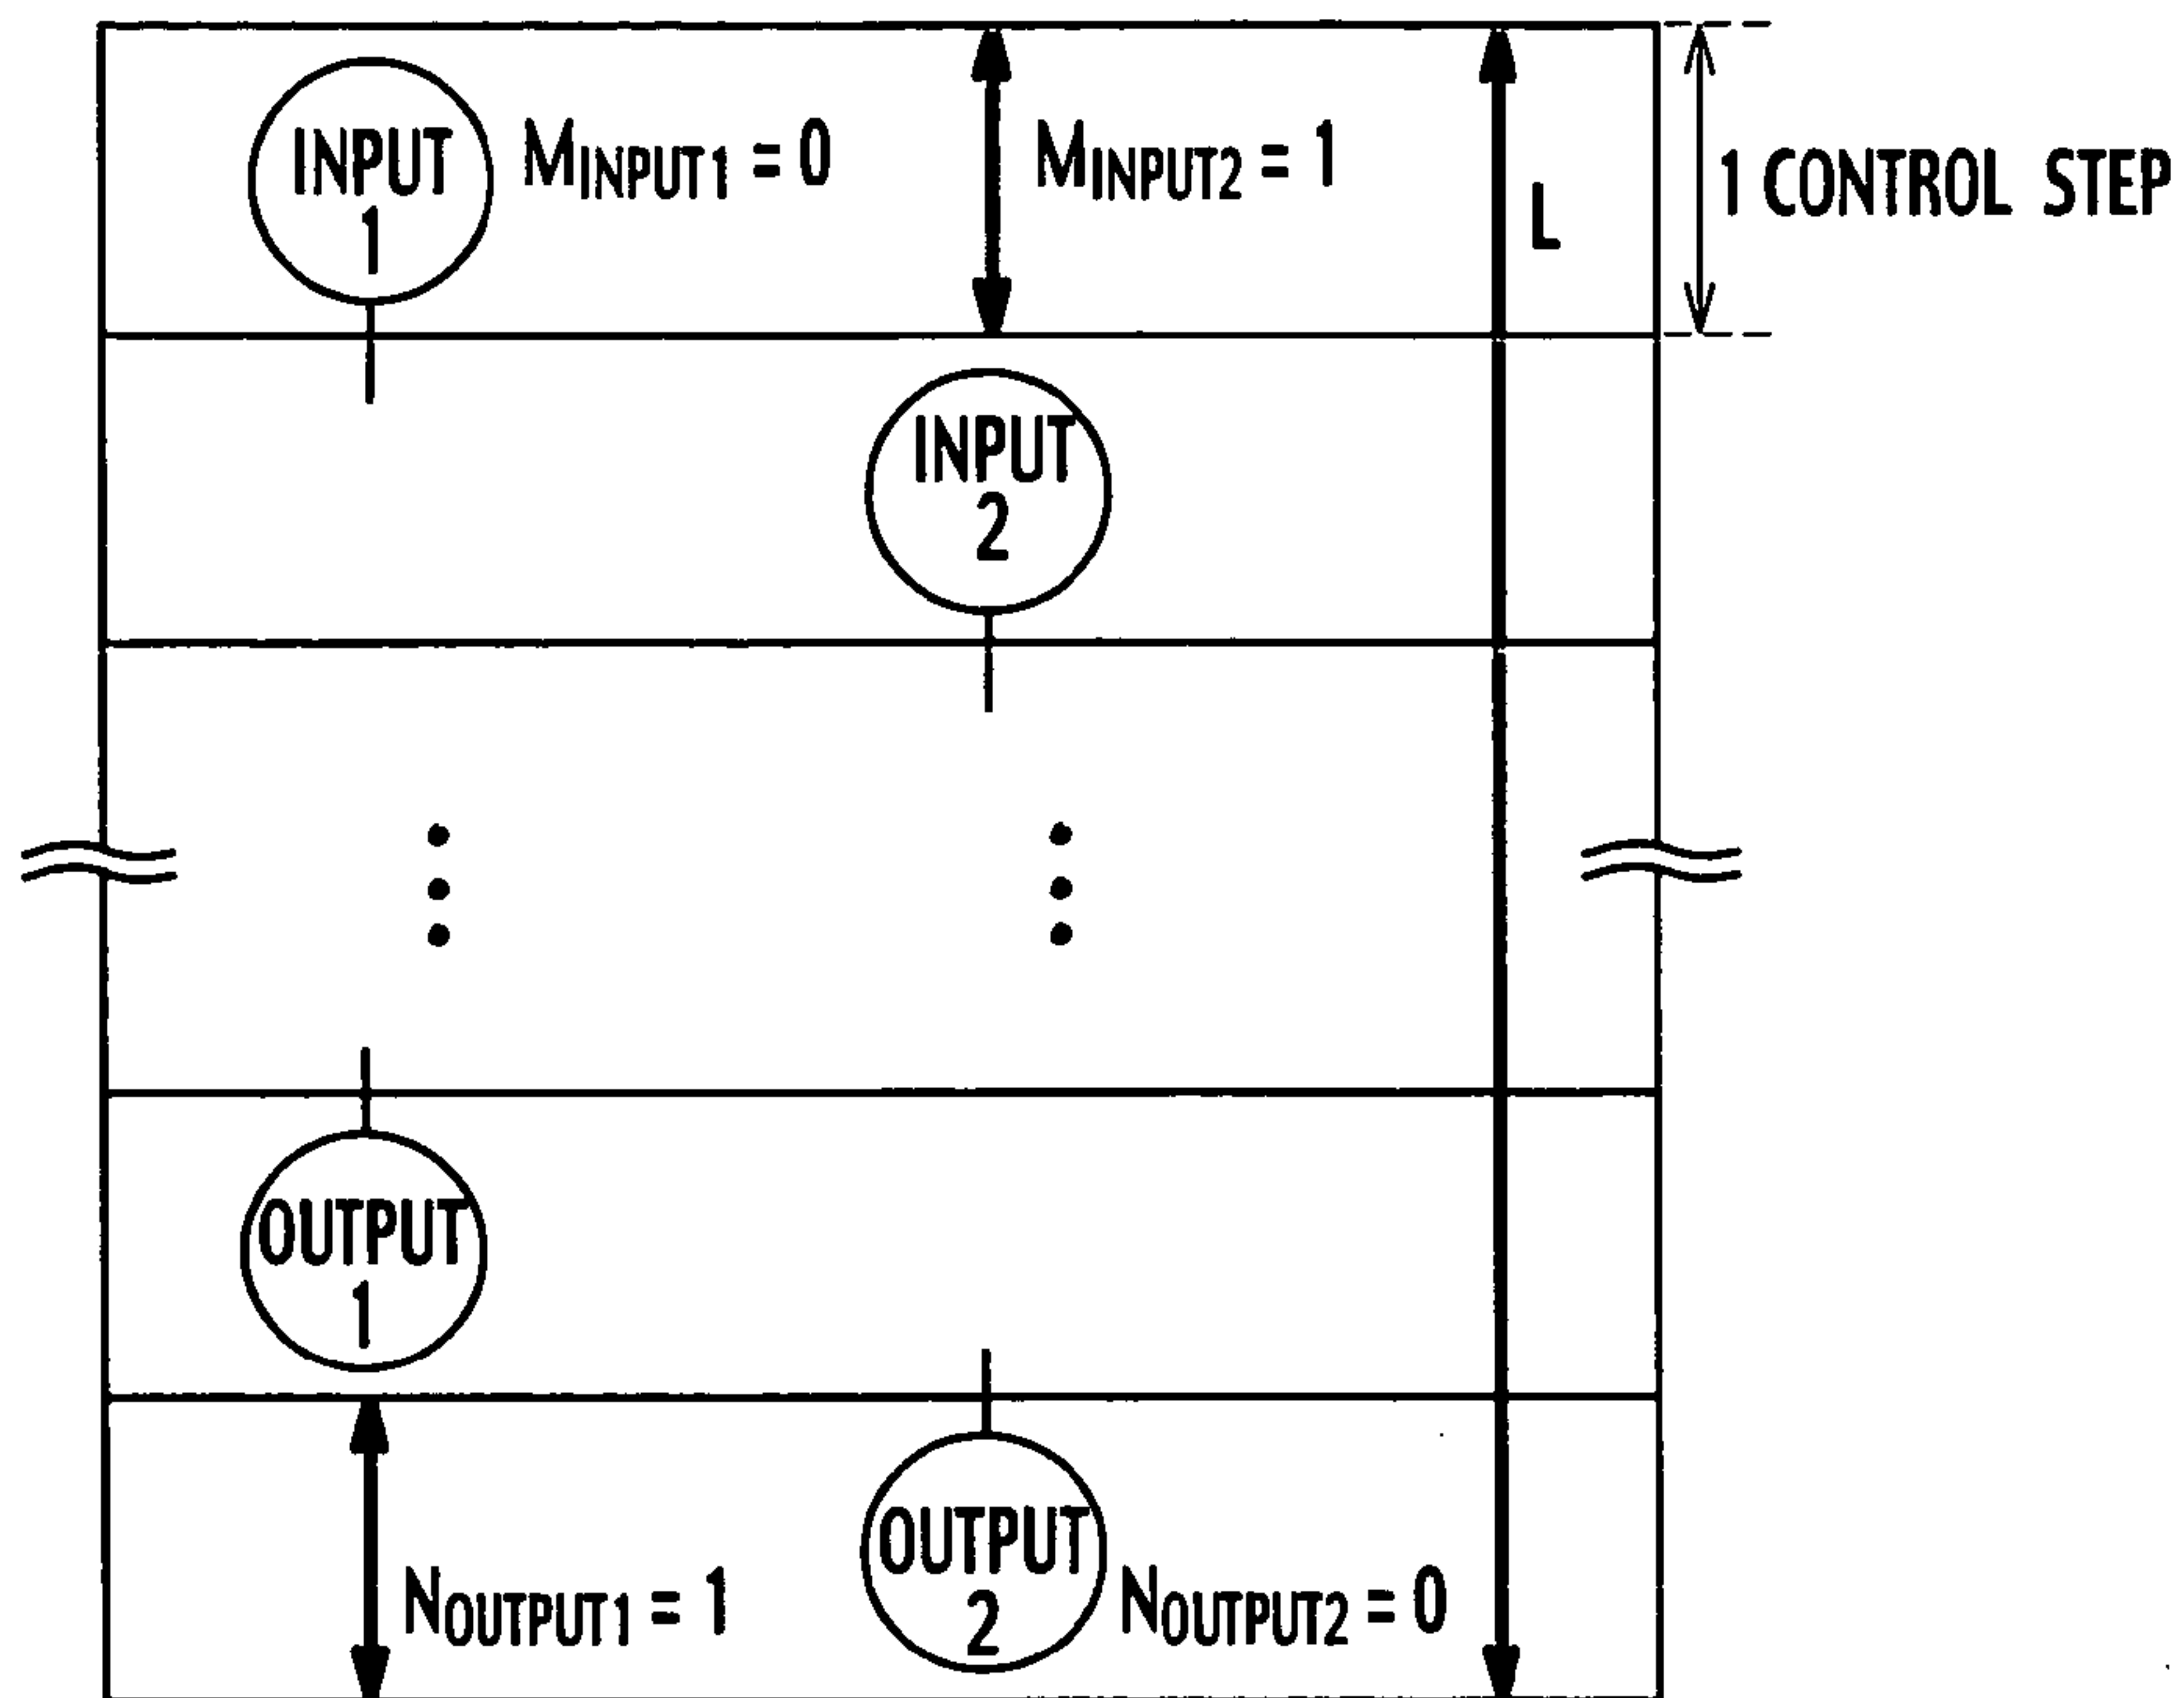 INPUT
1
MINPUT1 = 0
MINPUT2 = 1
L
1 CONTROL STEP
INPUT
2
OUTPUT
1
NOUTPUT1 = 1
OUTPUT
2
NOUTPUT2 = 0